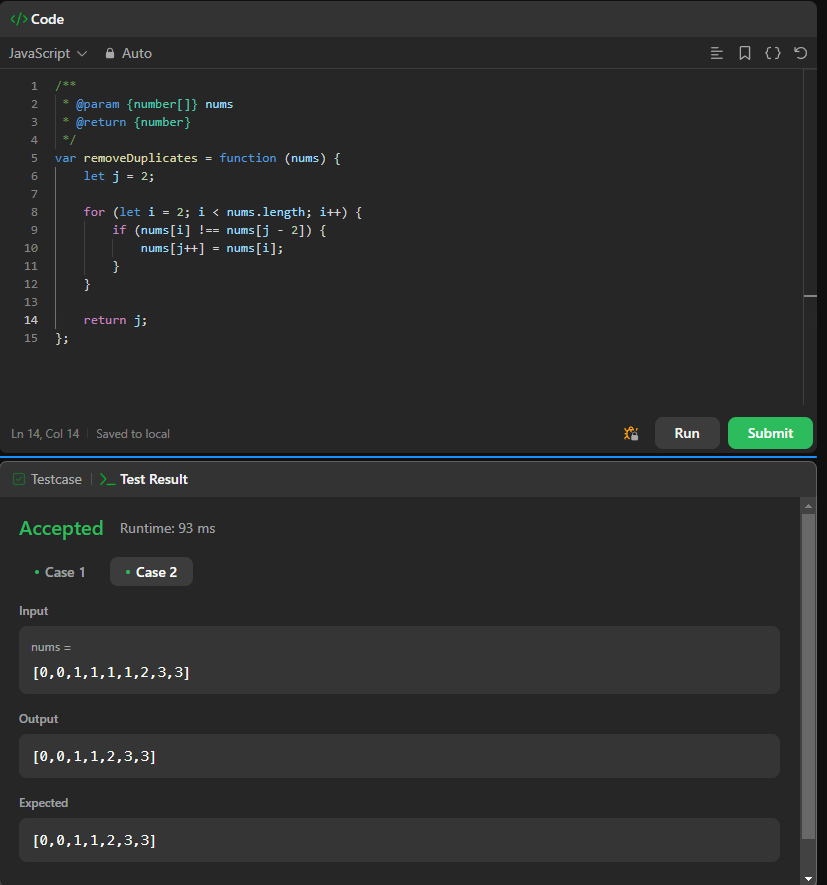 </> Code
JavaScript Auto
1 /**
2  * @param {number[]} nums
3  * @return {number}
4  */
5 var removeDuplicates = function (nums) {
6     let j = 2;
7
8     for (let i = 2; i < nums.length; i++) {
9         if (nums[i] !== nums[j - 2]) {
10             nums[j++] = nums[i];
11         }
12     }
13
14     return j;
15 };
Ln 14, Col 14 | Saved to local Run Submit
Testcase | >_ Test Result
Accepted Runtime: 93 ms
• Case 1 • Case 2
Input
nums =
[0,0,1,1,1,1,2,3,3]
Output
[0,0,1,1,2,3,3]
Expected
[0,0,1,1,2,3,3]